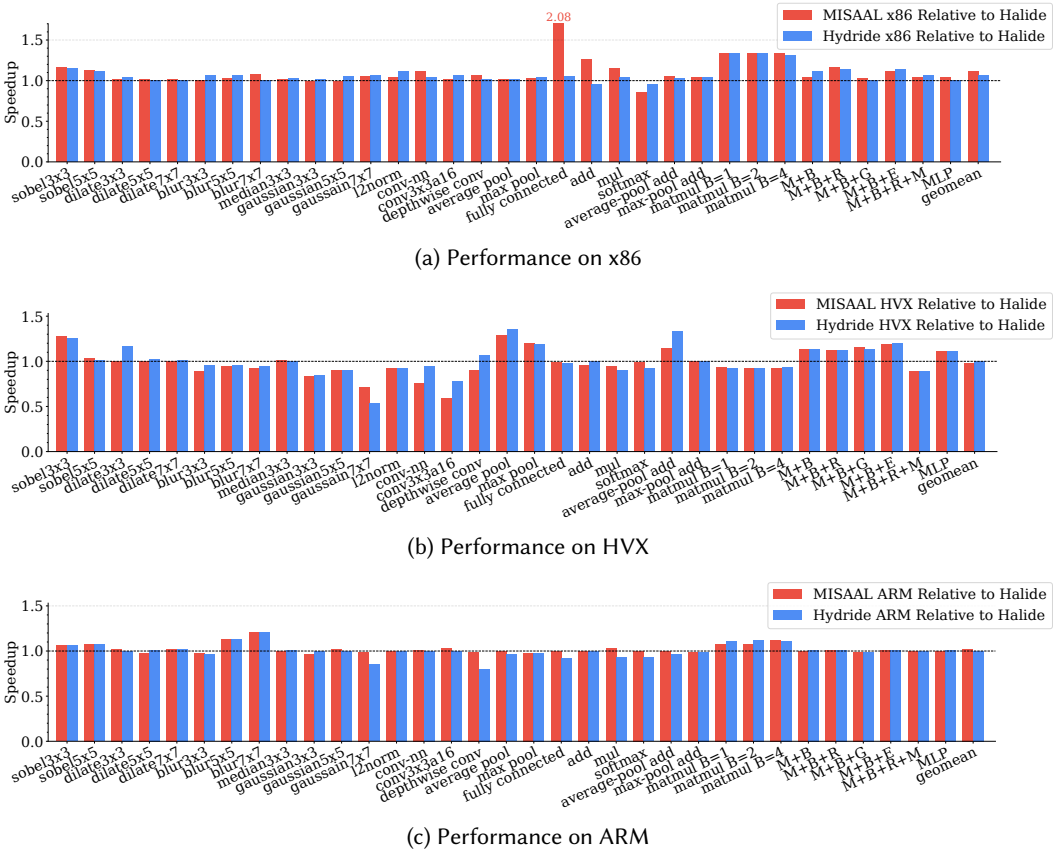 2.08
MISAAL x86 Relative to Halide
Hydride x86 Relative to Halide
Speedup
1.5
1.0
0.5
0.0
sobel3x3
sobel5x5
dilate3x3
dilate5x5
dilate7x7
blur3x3
blur5x5
blur7x7
median3x3
gaussian3x3
gaussian5x5
gaussain7x7
l2norm
conv-nn
conv3x3a16
depthwise conv
average pool
max pool
fully connected
add
mul
softmax
average-pool add
max-pool add
matmul B=1
matmul B=2
matmul B=4
M+B
M+B+R
M+B+G
M+B+E
M+B+R+M
MLP
geomean
(a) Performance on x86
MISAAL HVX Relative to Halide
Hydride HVX Relative to Halide
Speedup
1.5
1.0
0.5
0.0
sobel3x3
sobel5x5
dilate3x3
dilate5x5
dilate7x7
blur3x3
blur5x5
blur7x7
median3x3
gaussian3x3
gaussian5x5
gaussain7x7
l2norm
conv-nn
conv3x3a16
depthwise conv
average pool
max pool
fully connected
add
mul
softmax
average-pool add
max-pool add
matmul B=1
matmul B=2
matmul B=4
M+B
M+B+R
M+B+G
M+B+E
M+B+R+M
MLP
geomean
(b) Performance on HVX
MISAAL ARM Relative to Halide
Hydride ARM Relative to Halide
Speedup
1.5
1.0
0.5
0.0
sobel3x3
sobel5x5
dilate3x3
dilate5x5
dilate7x7
blur3x3
blur5x5
blur7x7
median3x3
gaussian3x3
gaussian5x5
gaussain7x7
l2norm
conv-nn
conv3x3a16
depthwise conv
average pool
max pool
fully connected
add
mul
softmax
average-pool add
max-pool add
matmul B=1
matmul B=2
matmul B=4
M+B
M+B+R
M+B+G
M+B+E
M+B+R+M
MLP
geomean
(c) Performance on ARM